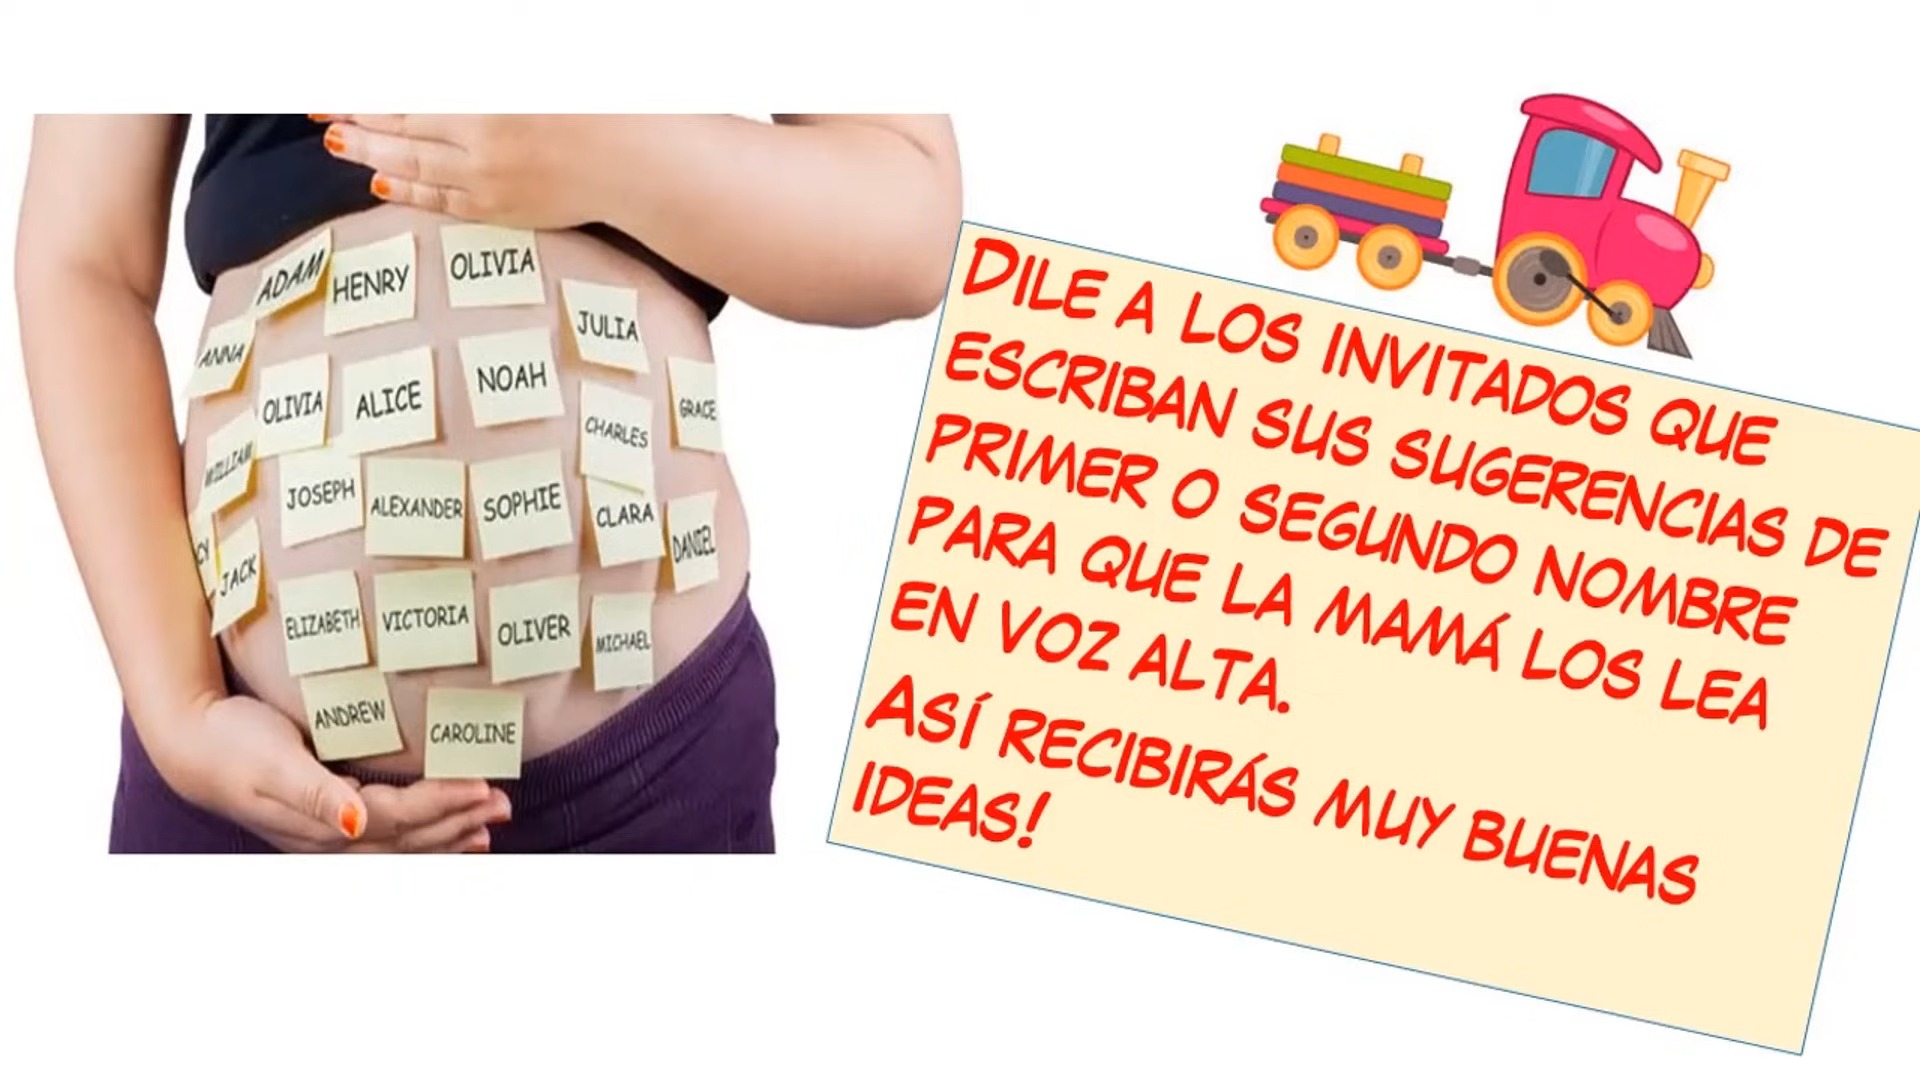 ADAM
HENRY
OLIVIA
JULIA
ANNA
OLIVIA
ALICE
NOAH
CHARLES
GRACE
WILLIAM
JOSEPH
ALEXANDER
SOPHIE
CLARA
DANIEL
JACK
ELIZABETH
VICTORIA
OLIVER
MICHAEL
ANDREW
CAROLINE
DILE A LOS INVITADOS QUE
ESCRIBAN SUS SUGERENCIAS DE
PRIMER O SEGUNDO NOMBRE
PARA QUE LA MAMÁ LOS LEA
EN VOZ ALTA.
ASÍ RECIBIRÁS MUY BUENAS
IDEAS!